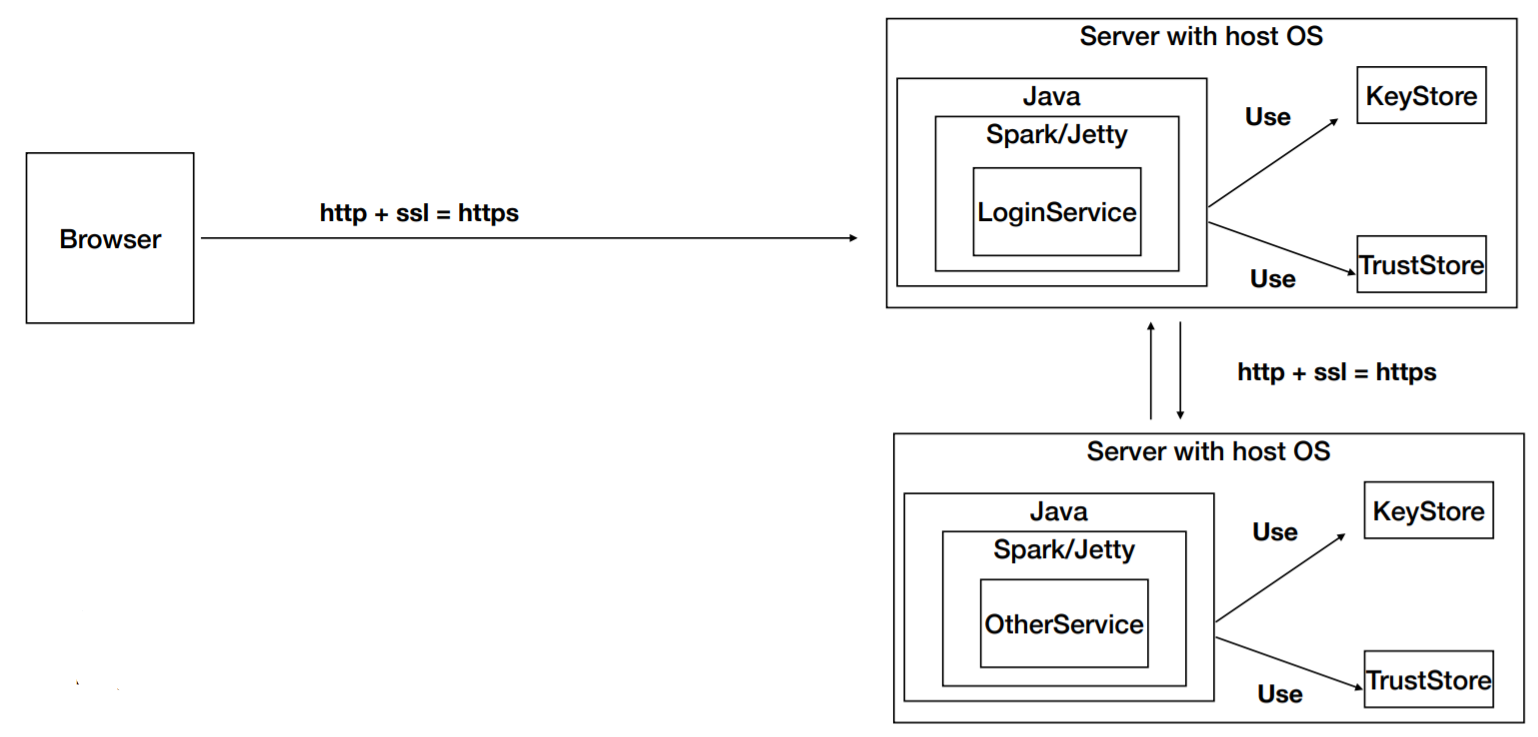 Server with host OS
Java
KeyStore
Use
Spark/Jetty
LoginService
http + ssl = https
Browser
TrustStore
Use
http + ssl = https
Server with host OS
Java
KeyStore
Use
Spark/Jetty
OtherService
TrustStore
Use